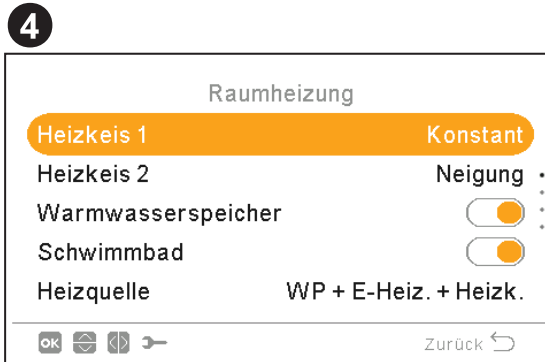 4
Raumheizung
Heizkeis 1 Konstant
Heizkeis 2 Neigung
Warmwasserspeicher
Schwimmbad
Heizquelle WP + E-Heiz. + Heizk.
OK Zurück